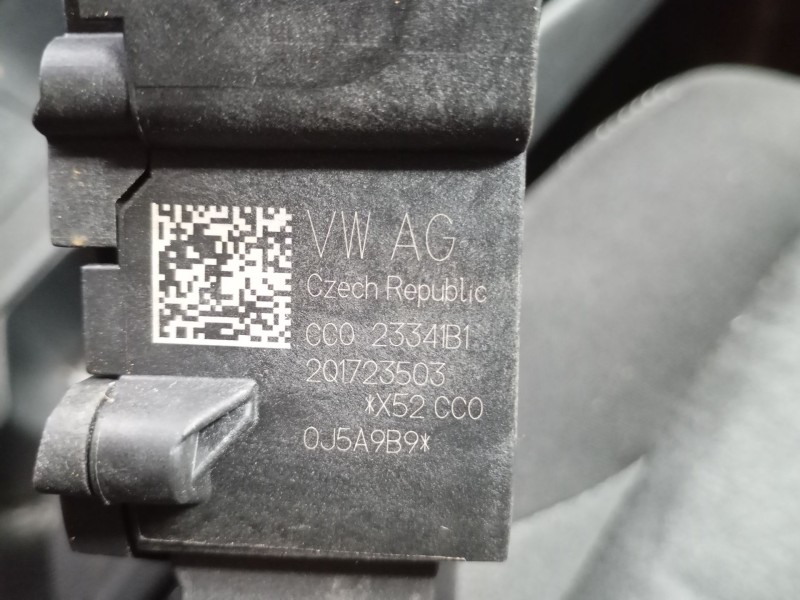 VW AG
Czech Republic
CC0 23341B1
2Q1723503
*X52 CC0
0J5A9B9*